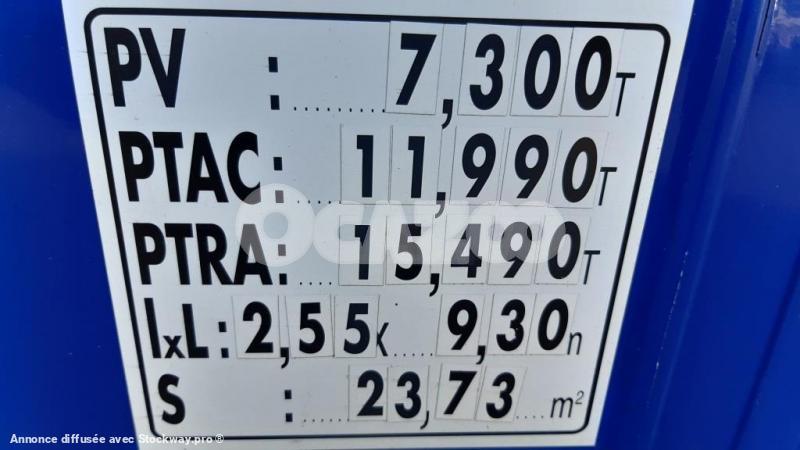 PV : ......... 7,300T
PTAC: ...... 11,990T
PTRA: .... 15,490T
lxL: 2,55x ..... 9,30m
S : ...... 23,73 .... m²
OCAZOO
Annonce diffusée avec Stockway.pro®